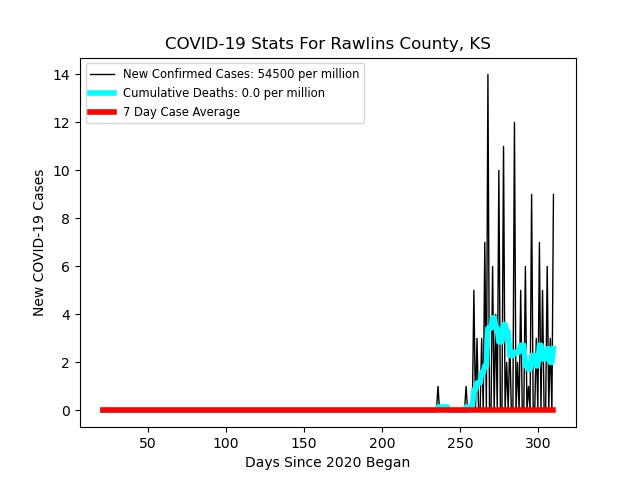 COVID-19 Stats For Rawlins County, KS
New Confirmed Cases: 54500 per million
Cumulative Deaths: 0.0 per million
7 Day Case Average
New COVID-19 Cases
14
12
10
8
6
4
2
0
50 100 150 200 250 300
Days Since 2020 Began